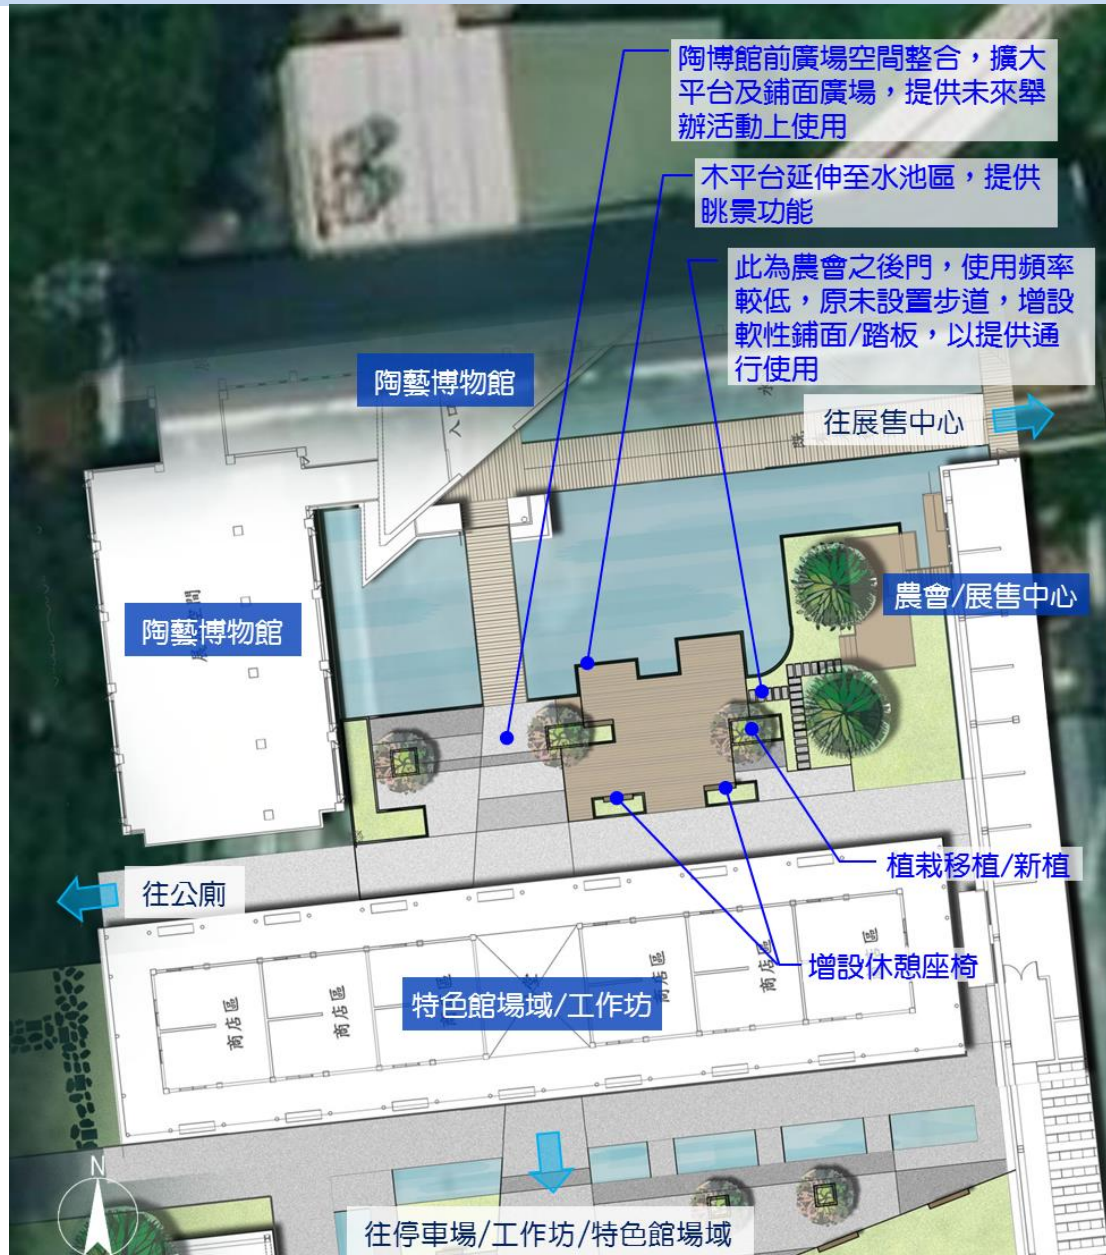 陶博館前廣場空間整合，擴大
平台及鋪面廣場，提供未來舉
辦活動上使用
木平台延伸至水池區，提供
眺景功能
此為農會之後門，使用頻率
較低，原未設置步道，增設
軟性鋪面/踏板，以提供通
行使用
陶藝博物館
往展售中心
入口
水
農會/展售中心
陶藝博物館
植栽移植/新植
往公廁
增設休憩座椅
特色館場域/工作坊
商店區
商店區
商店區
商店區
區
往停車場/工作坊/特色館場域
N